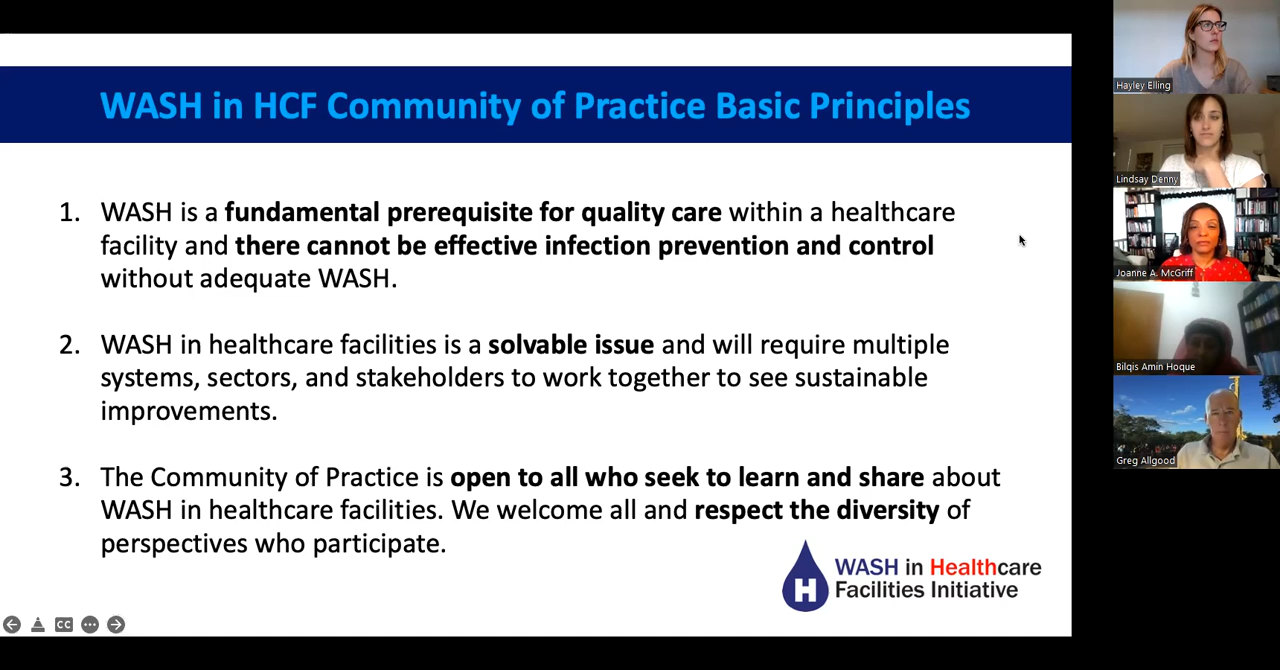 WASH in HCF Community of Practice Basic Principles
1. WASH is a fundamental prerequisite for quality care within a healthcare
facility and there cannot be effective infection prevention and control
without adequate WASH.
2. WASH in healthcare facilities is a solvable issue and will require multiple
systems, sectors, and stakeholders to work together to see sustainable
improvements.
3. The Community of Practice is open to all who seek to learn and share about
WASH in healthcare facilities. We welcome all and respect the diversity of
perspectives who participate.
H
WASH in Healthcare
Facilities Initiative
CC
Hayley Elling
Lindsay Denny
Joanne A. McGriff
Bilqis Amin Hoque
Greg Allgood